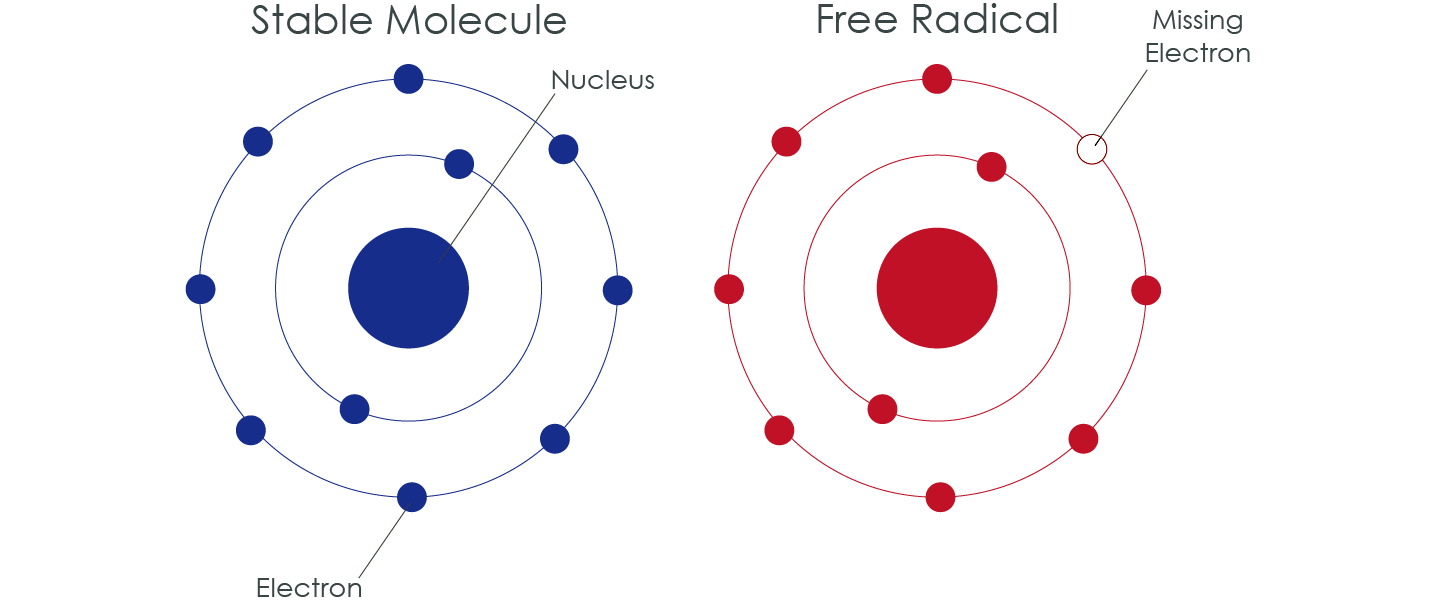 Stable Molecule
Free Radical
Missing
Electron
Nucleus
Electron